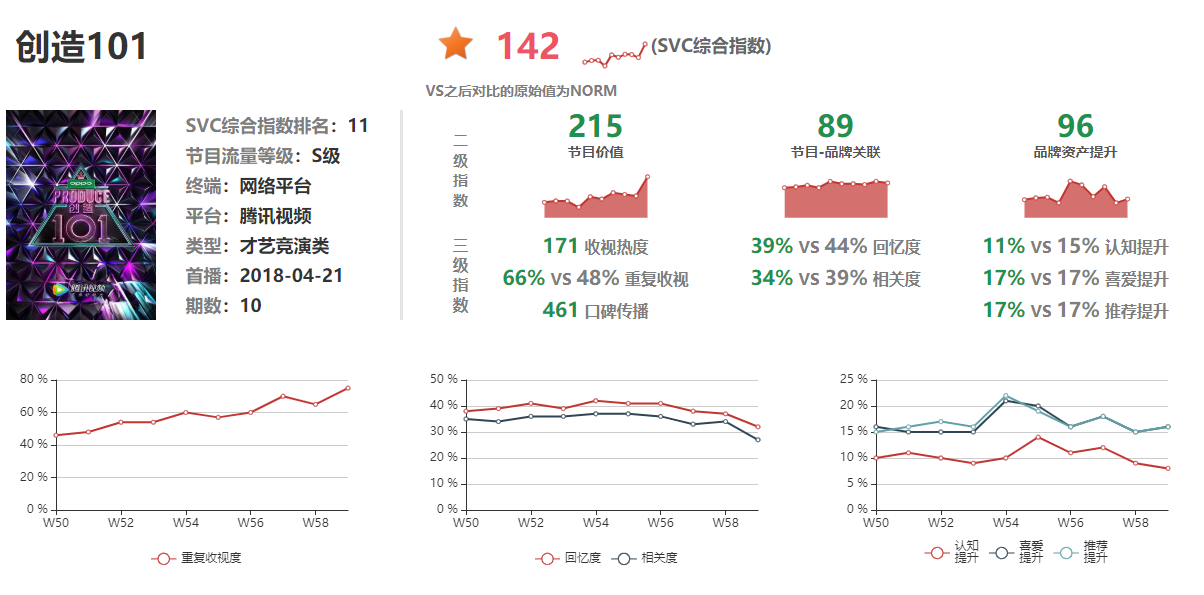 创造101
142
(SVC综合指数)
VS之后对比的原始值为NORM
oppo
PRODUCE
创造
101
腾讯视频
SVC综合指数排名：11
节目流量等级：S级
终端：网络平台
平台：腾讯视频
类型：才艺竞演类
首播：2018-04-21
期数：10
二级指数
215
节目价值
89
节目-品牌关联
96
品牌资产提升
三级指数
171 收视热度
66% VS 48% 重复收视
461 口碑传播
39% VS 44% 回忆度
34% VS 39% 相关度
11% VS 15% 认知提升
17% VS 17% 喜爱提升
17% VS 17% 推荐提升
80 %
60 %
40 %
20 %
0 %
W50 W52 W54 W56 W58
重复收视度
50 %
40 %
30 %
20 %
10 %
0 %
W50 W52 W54 W56 W58
回忆度 相关度
25 %
20 %
15 %
10 %
5 %
0 %
W50 W52 W54 W56 W58
认知提升 喜爱提升 推荐提升